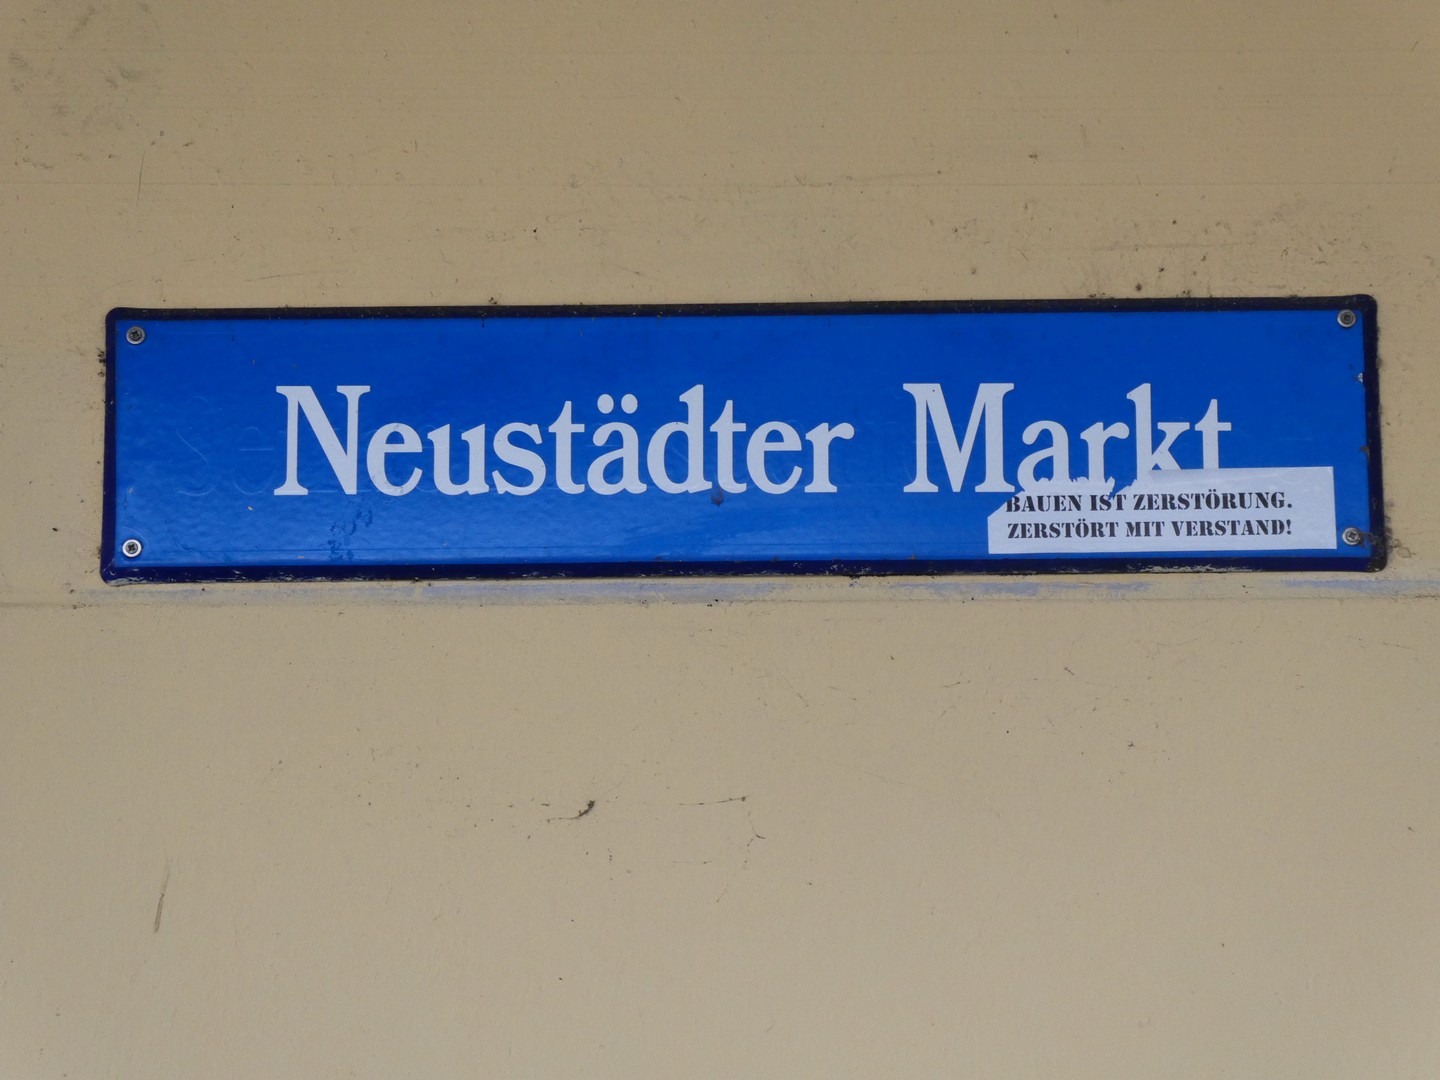 Neustädter Markt
BAUEN IST ZERSTÖRUNG.
ZERSTÖRT MIT VERSTAND!